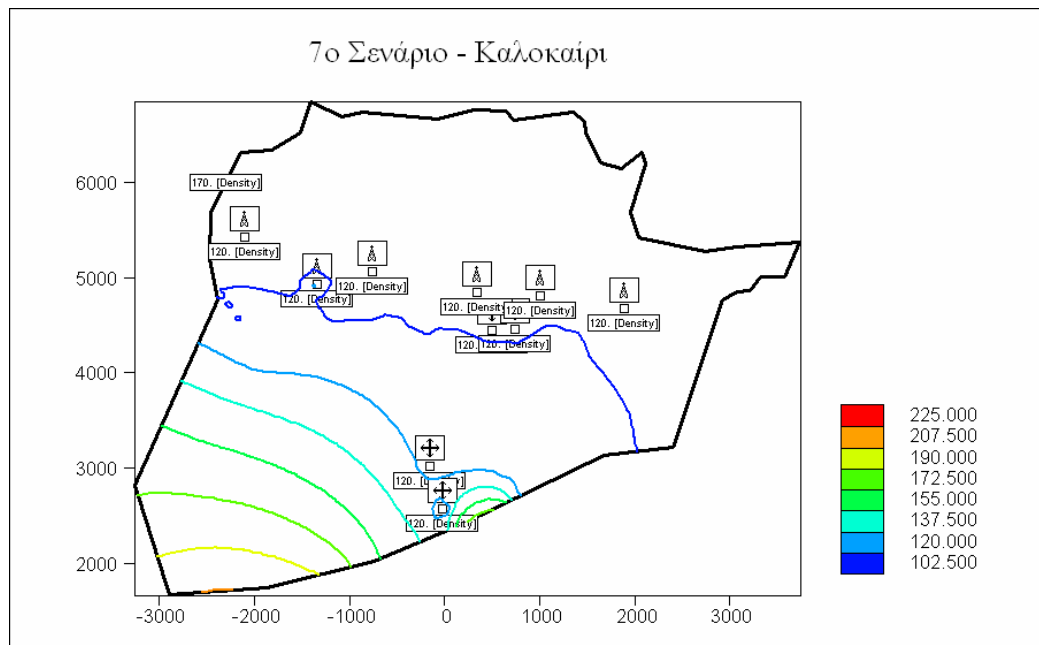 7ο Σενάριο - Καλοκαίρι
6000
5000
4000
3000
2000
170. [Density]
120. [Density]
120. [Density]
120. [Density]
120. [Density]
120. [Density]
120. [Density]
120.
120. [Density]
120. [Density]
120. [Density]
-3000
-2000
-1000
0
1000
2000
3000
225.000
207.500
190.000
172.500
155.000
137.500
120.000
102.500